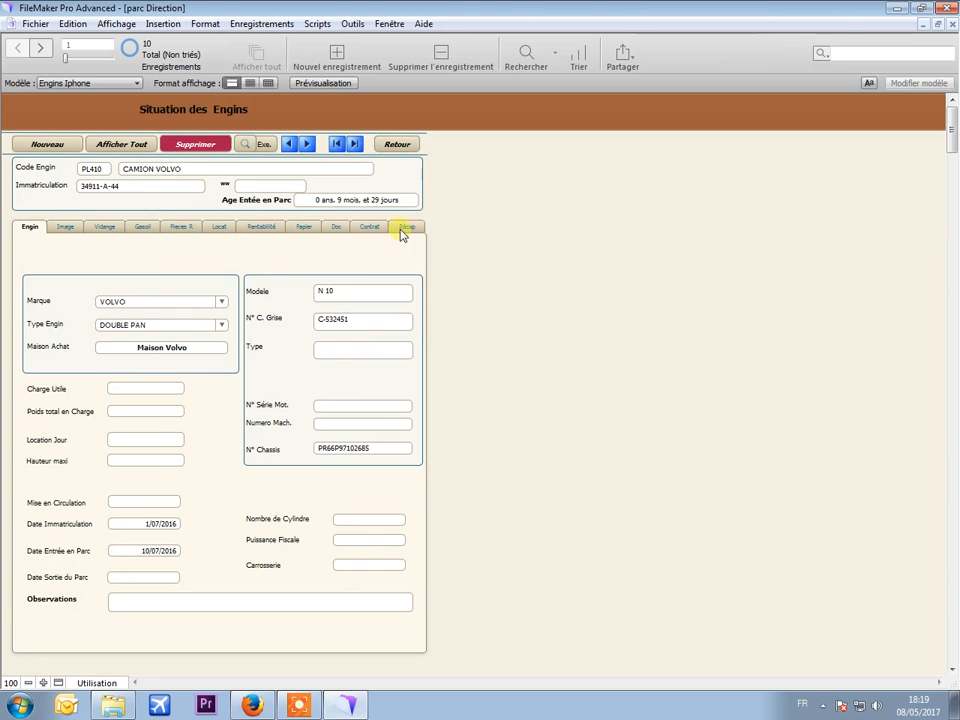 FileMaker Pro Advanced - [parc Direction]
Fichier Edition Affichage Insertion Format Enregistrements Scripts Outils Fenêtre Aide
1
10
Total (Non triés)
Enregistrements
Afficher tout
Nouvel enregistrement
Supprimer l'enregistrement
Rechercher
Trier
Partager
Modèle : Engins Iphone
Format affichage :
Prévisualisation
Aa
Modifier modèle
Situation des Engins
Nouveau
Afficher Tout
Supprimer
Exe.
Retour
Code Engin PL410 CAMION VOLVO
Immatriculation 34911-A-44 ww
Age Entée en Parc 0 ans, 9 mois, et 29 jours
Engin Image Vidange Gasoil Pieces R Locat Rentabilité Papier Doc Contrat Récap
Marque VOLVO
Type Engin DOUBLE PAN
Maison Achat Maison Volvo
Modele N 10
N° C. Grise C-532451
Type
N° Série Mot.
Numero Mach.
N° Chassis PR66P97102685
Charge Utile
Poids total en Charge
Location Jour
Hauteur maxi
Mise en Circulation
Date Immatriculation 1/07/2016
Date Entrée en Parc 10/07/2016
Date Sortie du Parc
Nombre de Cylindre
Puissance Fiscale
Carrosserie
Observations
100
Utilisation
Pr
FR
18:19
08/05/2017